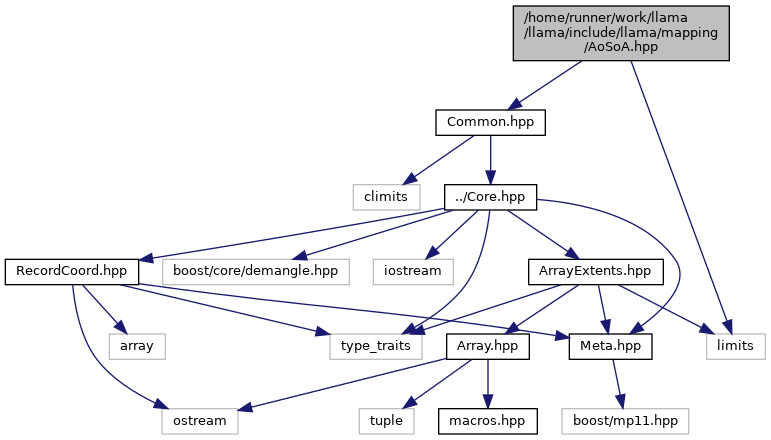 /home/runner/work/llama
/llama/include/llama/mapping
/AoSoA.hpp
Common.hpp
climits
../Core.hpp
RecordCoord.hpp
boost/core/demangle.hpp
iostream
ArrayExtents.hpp
array
type_traits
Array.hpp
Meta.hpp
limits
ostream
tuple
macros.hpp
boost/mp11.hpp